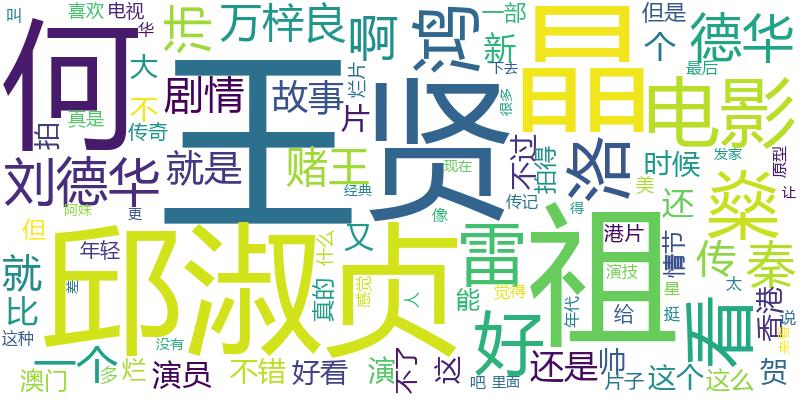 叫
喜欢
电视
华
出
万梓良
啊
鸿
一部
新
但是
个
德华
何
王
贤
晶
大
不
剧情
故事
烂片
片
下去
很多
最后
电影
真是
传奇
拍
刘德华
就是
赌王
经典
现在
不过
拍得
洛
时候
发家
原型
让
传记
美
还
燊
阿妹
更
像
得
但
年轻
邱淑贞
又
什么
雷
祖
港片
情节
传
秦
就
比
差
真的
感觉
人
能
觉得
好
演技
年代
给
星
挺
看
太
香港
说
来看
这种
一个
没有
澳门
多
烂
演员
不错
好看
演
不了
这
吧
里面
还是
帅
片子
这个
这么
贺